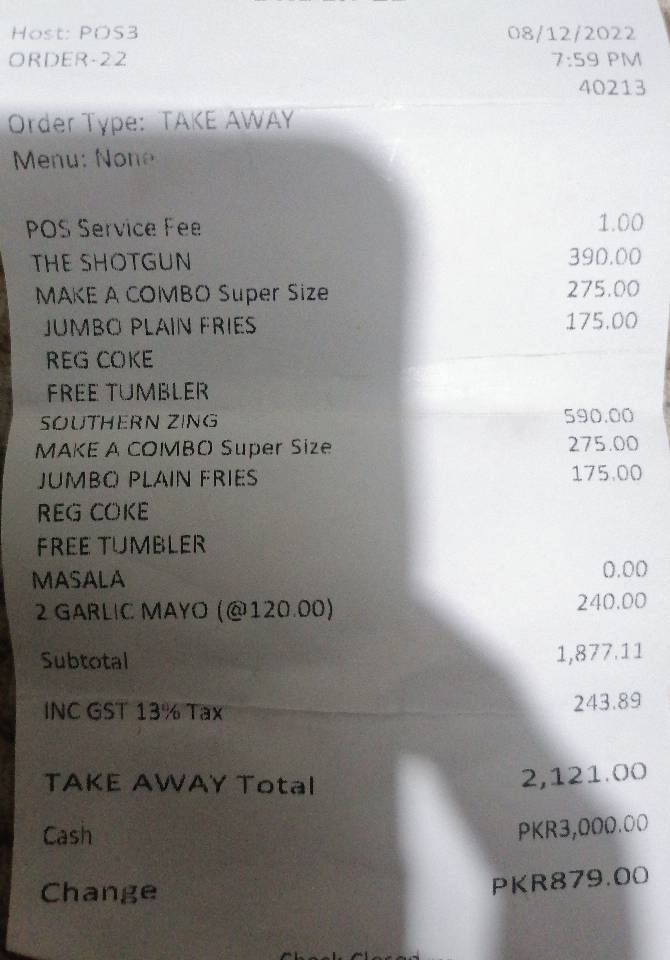 Host: POS3 08/12/2022
ORDER-22 7:59 PM
40213
Order Type: TAKE AWAY
Menu: None
POS Service Fee 1.00
THE SHOTGUN 390.00
MAKE A COMBO Super Size 275.00
JUMBO PLAIN FRIES 175.00
REG COKE
FREE TUMBLER
SOUTHERN ZING 590.00
MAKE A COMBO Super Size 275.00
JUMBO PLAIN FRIES 175.00
REG COKE
FREE TUMBLER
MASALA 0.00
2 GARLIC MAYO (@120.00) 240.00
Subtotal 1,877.11
INC GST 13% Tax 243.89
TAKE AWAY Total 2,121.00
Cash PKR3,000.00
Change PKR879.00
Check Closed